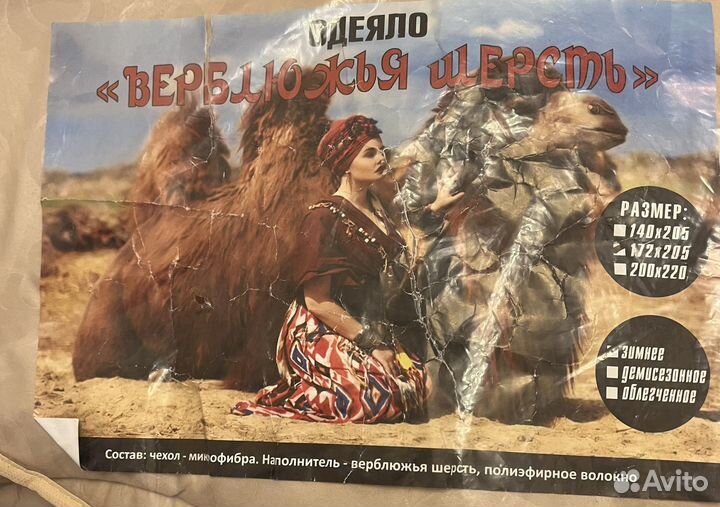 ОДЕЯЛО
«ВЕРБЛЮЖЬЯ ШЕРСТЬ»
РАЗМЕР:
140х205
172х205
200х220
зимнее
демисезонное
облегченное
Состав: чехол - микофибра. Наполнитель - верблюжья шерсть, полиэфирное волокно
Avito